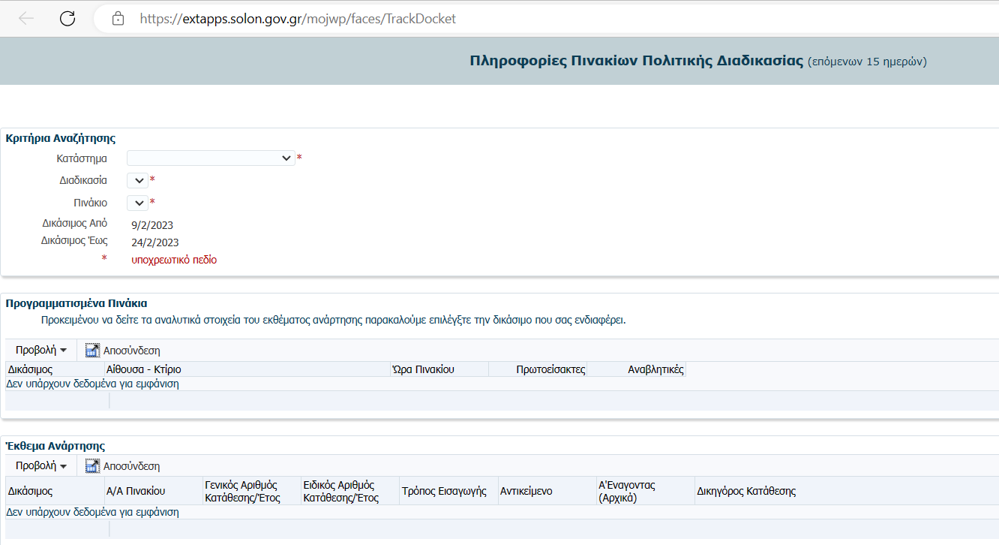 https://extapps.solon.gov.gr/mojwp/faces/TrackDocket
Πληροφορίες Πινακίων Πολιτικής Διαδικασίας (επόμενων 15 ημερών)
Κριτήρια Αναζήτησης
Κατάστημα *
Διαδικασία *
Πινάκιο *
Δικάσιμος Από 9/2/2023
Δικάσιμος Έως 24/2/2023
* υποχρεωτικό πεδίο
Προγραμματισμένα Πινάκια
Προκειμένου να δείτε τα αναλυτικά στοιχεία του εκθέματος ανάρτησης παρακαλούμε επιλέγξτε την δικάσιμο που σας ενδιαφέρει.
Προβολή Αποσύνδεση
Δικάσιμος Αίθουσα - Κτίριο Ώρα Πινακίου Πρωτοείσακτες Αναβλητικές
Δεν υπάρχουν δεδομένα για εμφάνιση
Έκθεμα Ανάρτησης
Προβολή Αποσύνδεση
Δικάσιμος Α/Α Πινακίου Γενικός Αριθμός Κατάθεσης/Έτος Ειδικός Αριθμός Κατάθεσης/Έτος Τρόπος Εισαγωγής Αντικείμενο Α'Εναγοντας (Αρχικά) Δικηγόρος Κατάθεσης
Δεν υπάρχουν δεδομένα για εμφάνιση